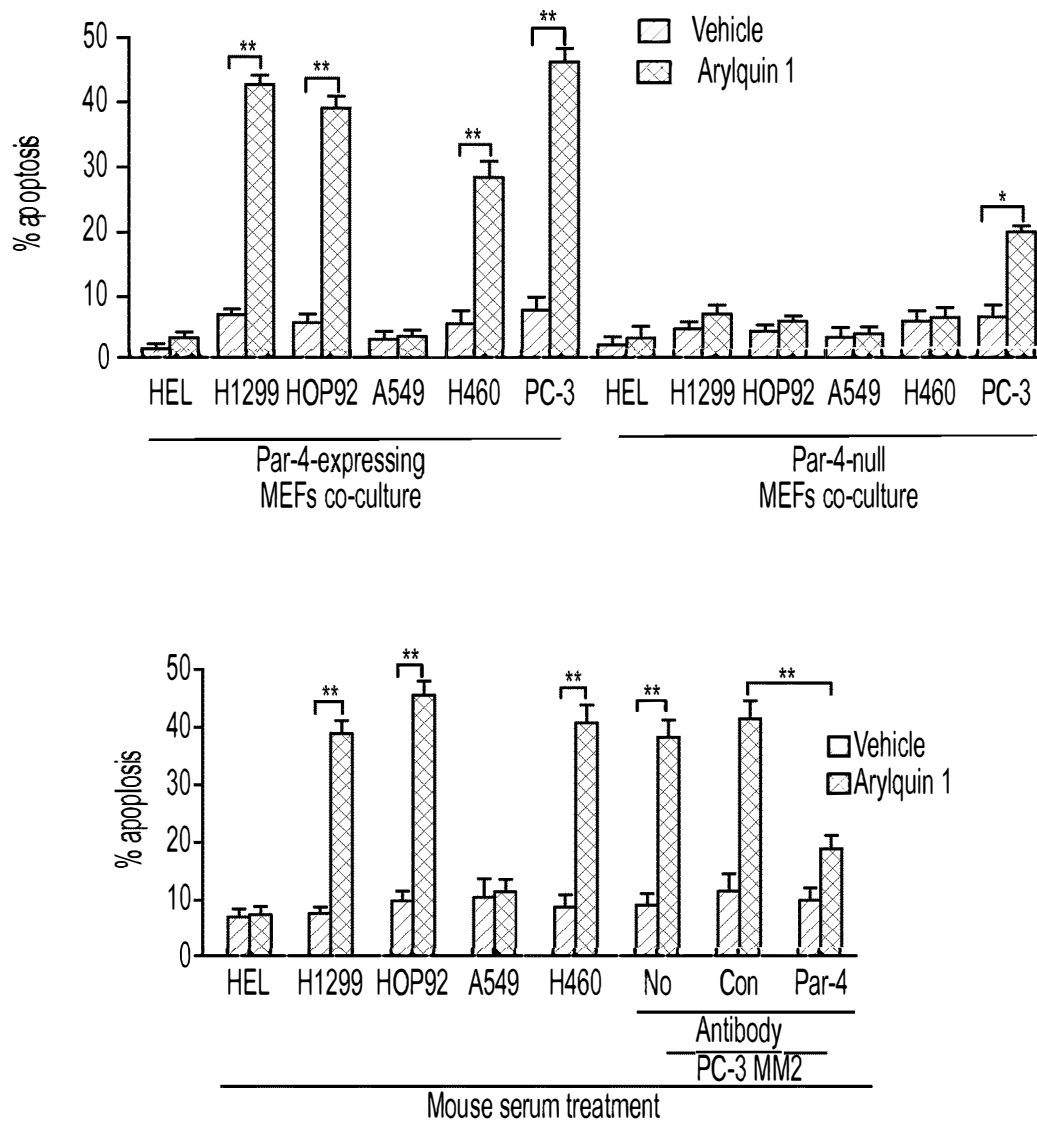 50
40
30
20
10
0
% apoptosis
** ** ** ** *
Vehicle
Arylquin 1
HEL H1299 HOP92 A549 H460 PC-3 HEL H1299 HOP92 A549 H460 PC-3
Par-4-expressing
MEFs co-culture
Par-4-null
MEFs co-culture
50
40
30
20
10
0
% apoplosis
** ** ** ** **
Vehicle
Arylquin 1
HEL H1299 HOP92 A549 H460 No Con Par-4
Antibody
PC-3 MM2
Mouse serum treatment